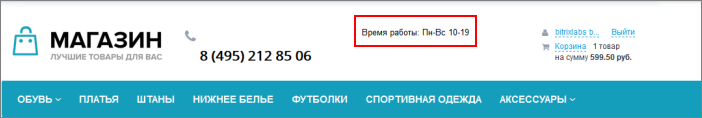 МАГАЗИН
ЛУЧШИЕ ТОВАРЫ ДЛЯ ВАС
8 (495) 212 85 06
Время работы: Пн-Вс 10-19
bitrixlabs b... Выйти
Корзина 1 товар
на сумму 599.50 руб.
ОБУВЬ ПЛАТЬЯ ШТАНЫ НИЖНЕЕ БЕЛЬЕ ФУТБОЛКИ СПОРТИВНАЯ ОДЕЖДА АКСЕССУАРЫ